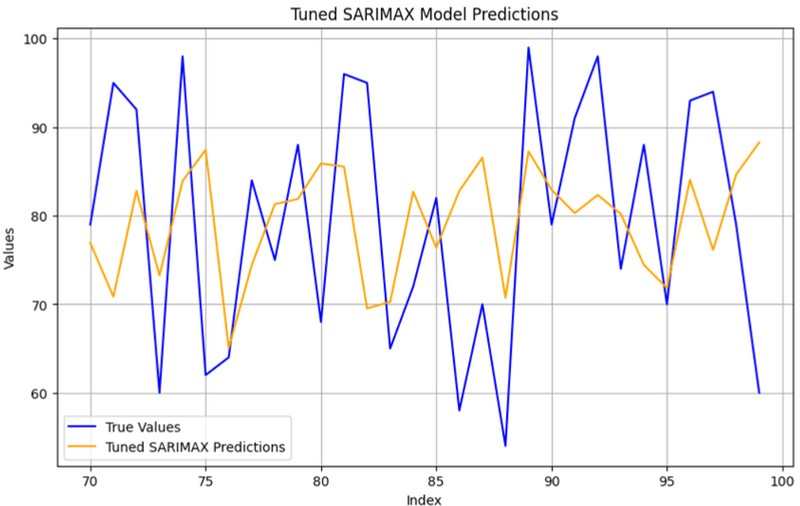 Tuned SARIMAX Model Predictions
100
90
80
70
60
Values
True Values
Tuned SARIMAX Predictions
70 75 80 85 90 95 100
Index